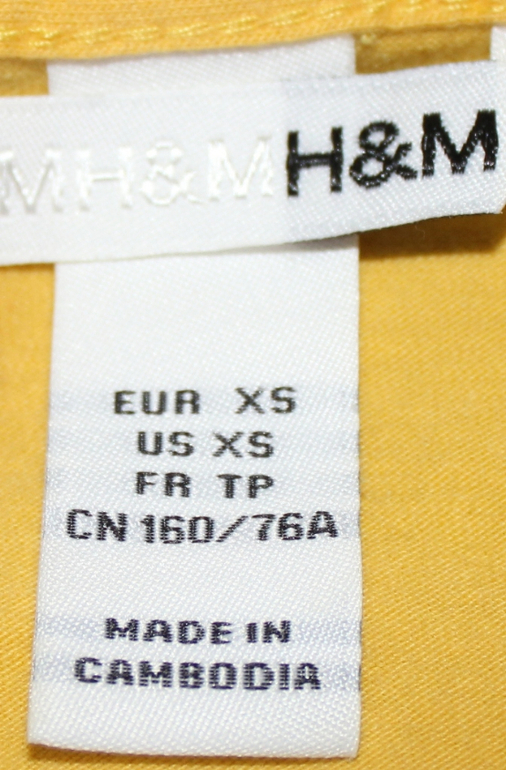 MH&MH&M
EUR XS
US XS
FR TP
CN 160/76A
MADE IN
CAMBODIA